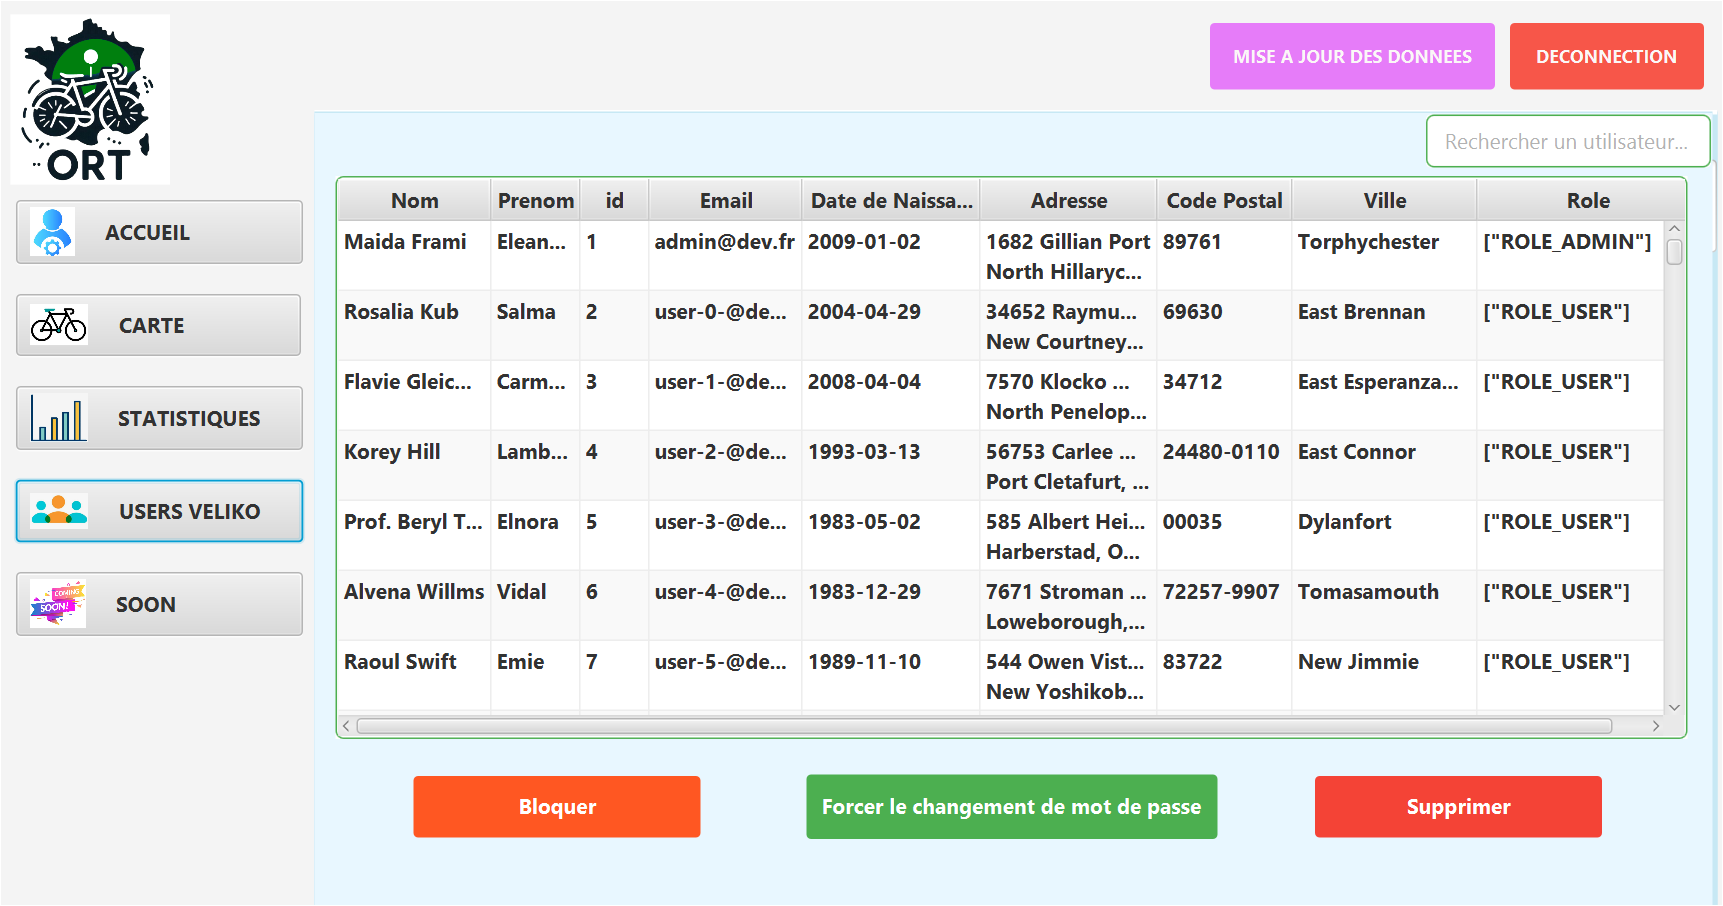 ORT
MISE A JOUR DES DONNEES
DECONNECTION
Rechercher un utilisateur...
ACCUEIL
CARTE
STATISTIQUES
USERS VELIKO
COMING
SOON!
SOON
Nom Prenom id Email Date de Naissa... Adresse Code Postal Ville Role
Maida Frami Elean... 1 admin@dev.fr 2009-01-02 1682 Gillian Port 89761 Torphychester ["ROLE_ADMIN"]
North Hillaryc...
Rosalia Kub Salma 2 user-0-@de... 2004-04-29 34652 Raymu... 69630 East Brennan ["ROLE_USER"]
New Courtney...
Flavie Gleic... Carm... 3 user-1-@de... 2008-04-04 7570 Klocko ... 34712 East Esperanza... ["ROLE_USER"]
North Penelop...
Korey Hill Lamb... 4 user-2-@de... 1993-03-13 56753 Carlee ... 24480-0110 East Connor ["ROLE_USER"]
Port Cletafurt, ...
Prof. Beryl T... Elnora 5 user-3-@de... 1983-05-02 585 Albert Hei... 00035 Dylanfort ["ROLE_USER"]
Harberstad, O...
Alvena Willms Vidal 6 user-4-@de... 1983-12-29 7671 Stroman ... 72257-9907 Tomasamouth ["ROLE_USER"]
Loweborough,...
Raoul Swift Emie 7 user-5-@de... 1989-11-10 544 Owen Vist... 83722 New Jimmie ["ROLE_USER"]
New Yoshikob...
Bloquer
Forcer le changement de mot de passe
Supprimer